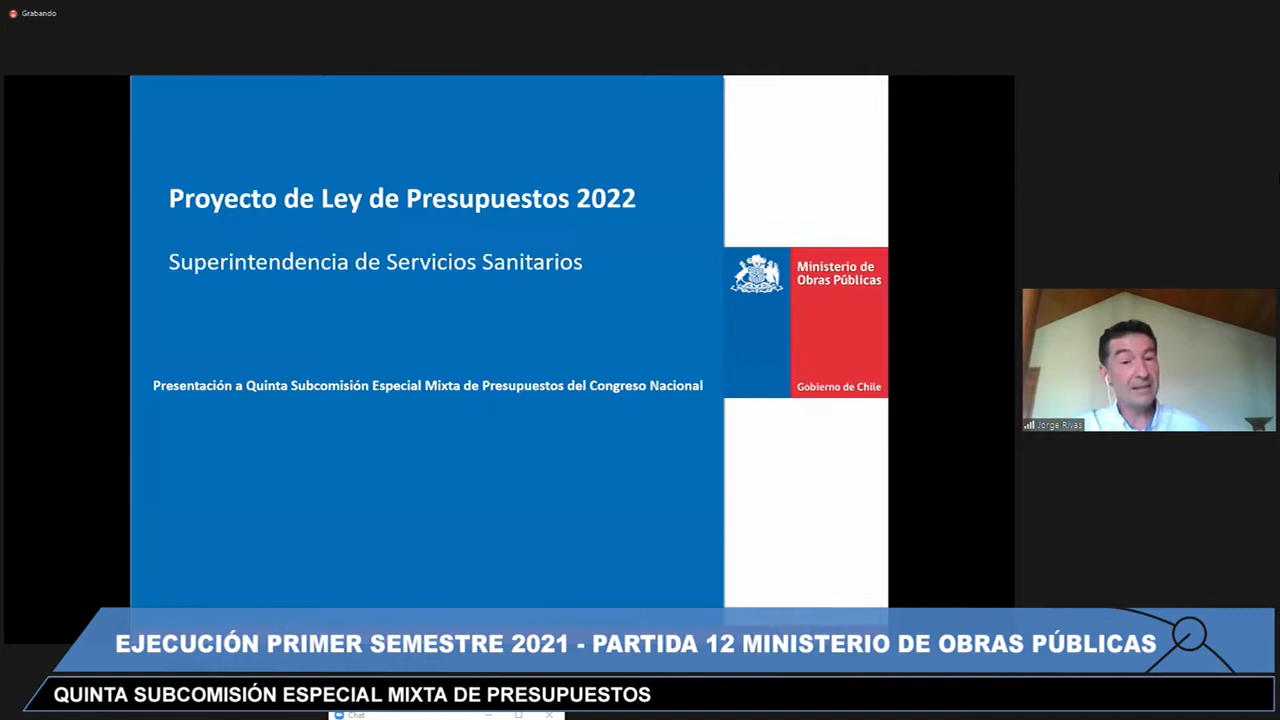 Grabando
Proyecto de Ley de Presupuestos 2022
Superintendencia de Servicios Sanitarios
Ministerio de
Obras Públicas
Presentación a Quinta Subcomisión Especial Mixta de Presupuestos del Congreso Nacional
Gobierno de Chile
Jorge Rivas
EJECUCIÓN PRIMER SEMESTRE 2021 - PARTIDA 12 MINISTERIO DE OBRAS PÚBLICAS
QUINTA SUBCOMISIÓN ESPECIAL MIXTA DE PRESUPUESTOS
Chat